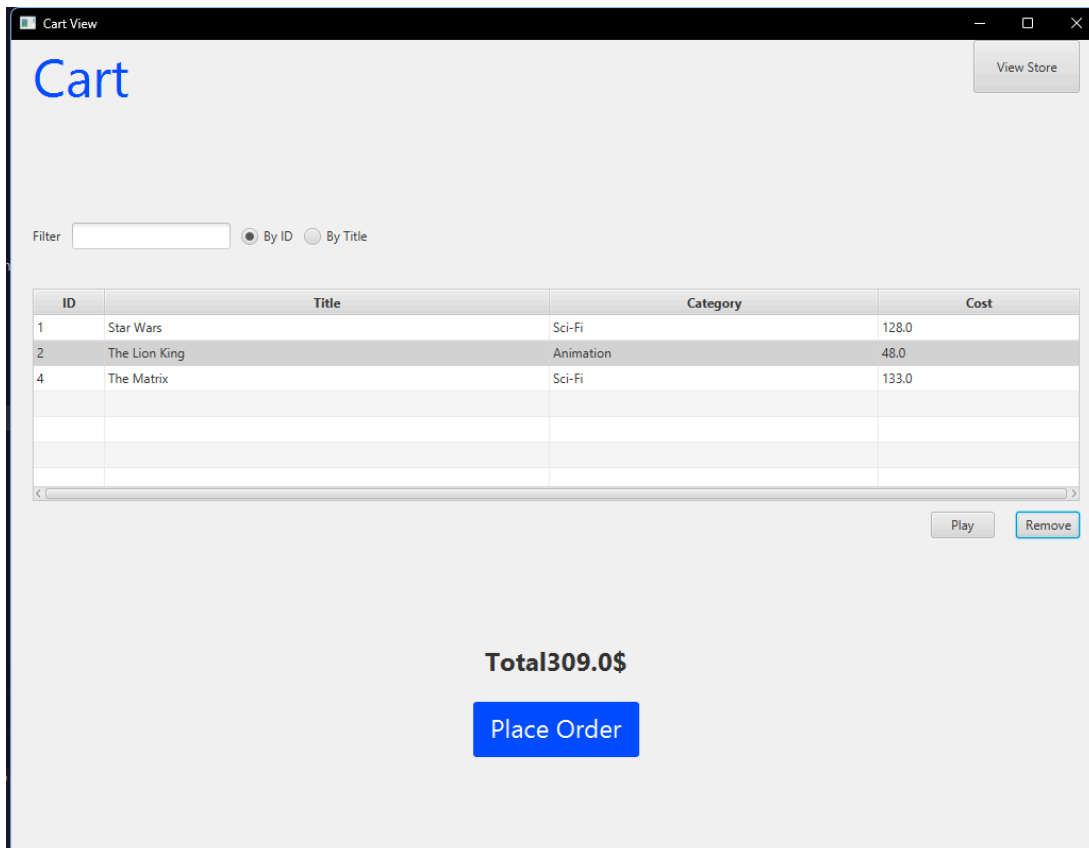 Cart View
Cart
View Store
Filter By ID By Title
ID Title Category Cost
1 Star Wars Sci-Fi 128.0
2 The Lion King Animation 48.0
4 The Matrix Sci-Fi 133.0
Play Remove
Total309.0$
Place Order